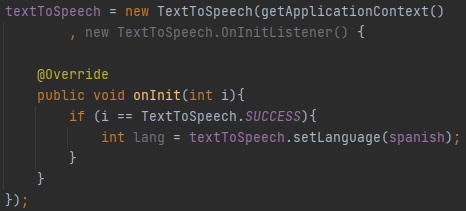 textToSpeech = new TextToSpeech(getApplicationContext()
, new TextToSpeech.OnInitListener() {
@Override
public void onInit(int i){
if (i == TextToSpeech.SUCCESS){
int lang = textToSpeech.setLanguage(spanish);
}
}
});